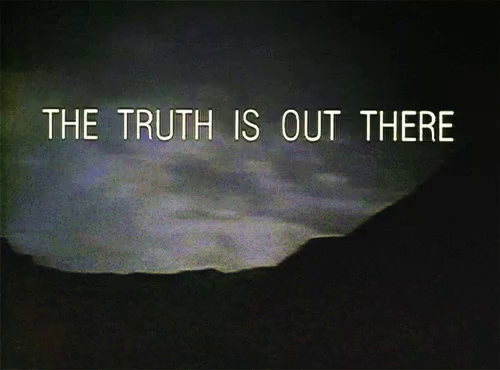 THE TRUTH IS OUT THERE